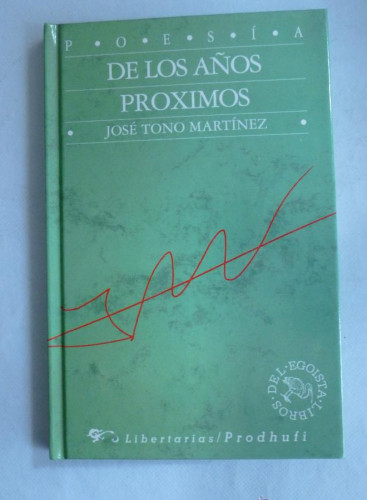 P·O·E·S·Í·A
DE LOS AÑOS
PROXIMOS
· JOSÉ TONO MARTÍNEZ ·
LIBROS·DEL·EGOISTA·
Libertarias/Prodhufi